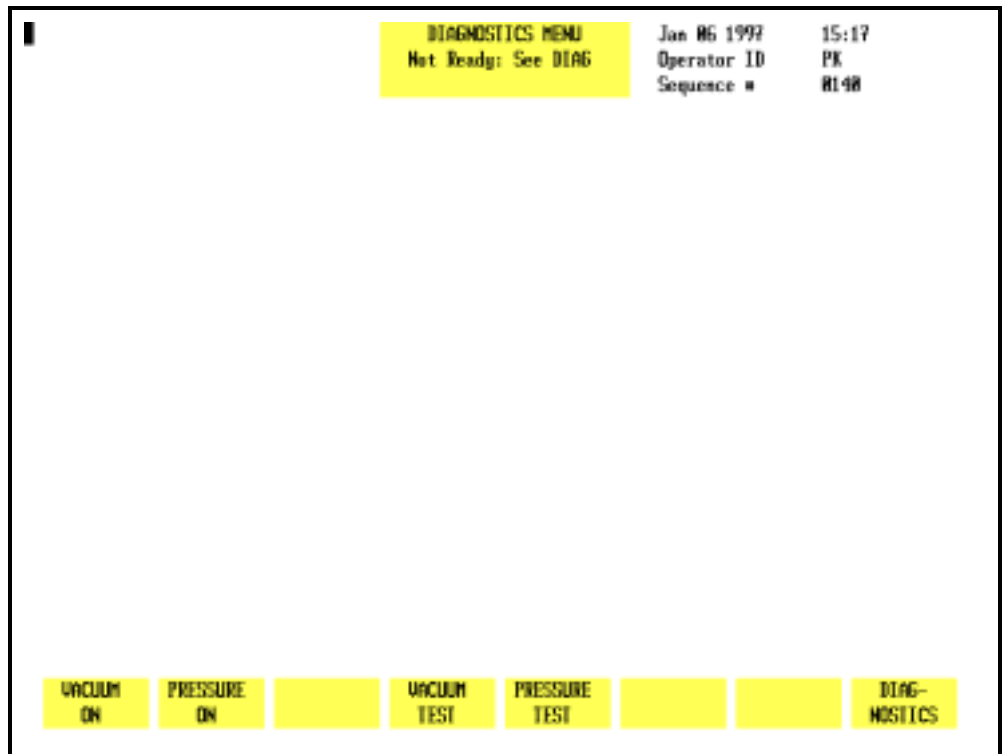 DIAGNOSTICS MENU
Not Ready: See DIAG
Jan 06 1997 15:17
Operator ID PK
Sequence # 0140
VACUUM ON
PRESSURE ON
VACUUM TEST
PRESSURE TEST
DIAG-
NOSTICS